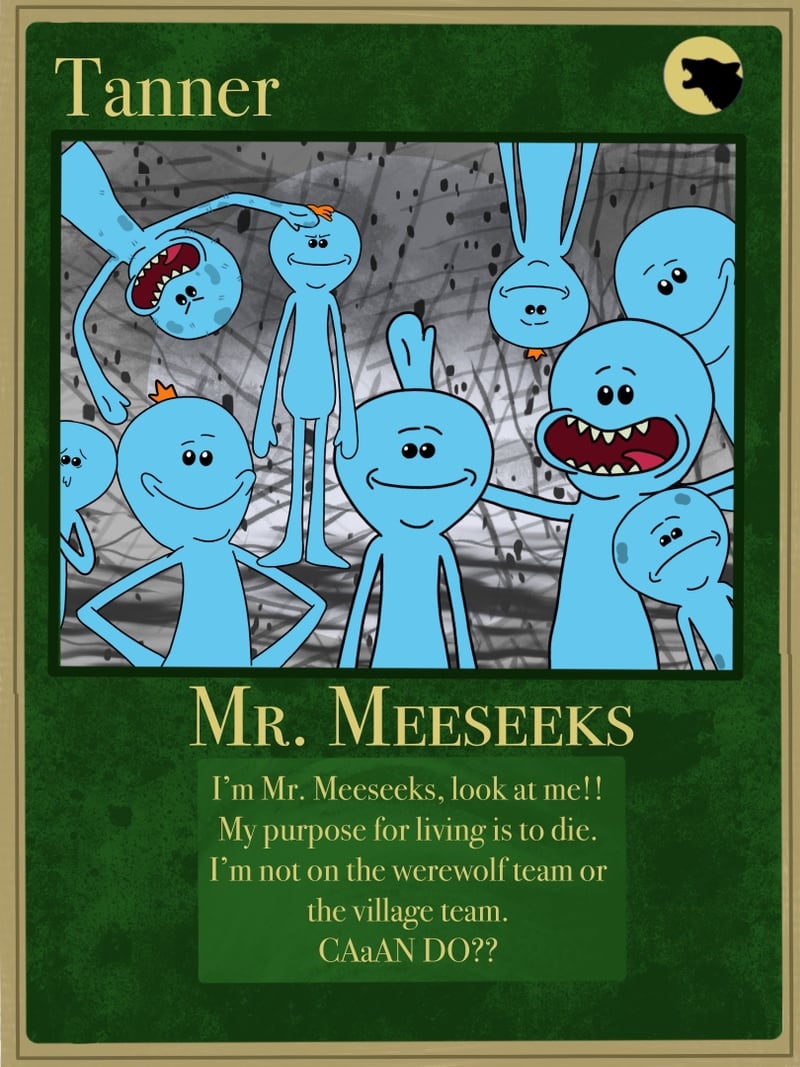 Tanner
Mr. Meeseeks
I'm Mr. Meeseeks, look at me!!
My purpose for living is to die.
I'm not on the werewolf team or
the village team.
CAaAN DO??